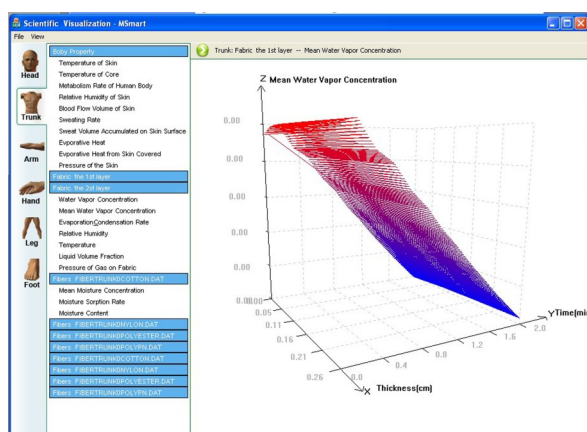 Scientific Visualization - MSmart
File View
Head
Trunk
Arm
Hand
Leg
Foot
Boby Property
Temperature of Skin
Temperature of Core
Metabolism Rate of Human Body
Relative Humidity of Skin
Blood Flow Volume of Skin
Sweating Rate
Sweat Volume Accumulated on Skin Surface
Evporative Heat
Evporative Heat from Skin Covered
Pressure of the Skin
Fabric the 1st layer
Fabric the 2st layer
Water Vapor Concentration
Mean Water Vapor Concentration
Evaporation\Condensation Rate
Relative Humidity
Temperature
Liquid Volume Fraction
Pressure of Gas on Fabric
Fibers FIBERTRUNK0COTTON.DAT
Mean Moisture Concentration
Moisture Sorption Rate
Moisture Content
Fibers FIBERTRUNK0NYLON.DAT
Fibers FIBERTRUNK0POLYESTER.DAT
Fibers FIBERTRUNK0POLYPN.DAT
Fibers FIBERTRUNK0COTTON.DAT
Fibers FIBERTRUNK0NYLON.DAT
Fibers FIBERTRUNK0POLYESTER.DAT
Fibers FIBERTRUNK0POLYPN.DAT
Trunk: Fabric the 1st layer -- Mean Water Vapor Concentration
Z Mean Water Vapor Concentration
0.00
0.00
0.00
0.00
0.00
0.05
0.11
0.16
0.21
0.26
X
Thickness(cm)
0.0
0.4
0.8
1.2
1.6
2.0
Y Time(min